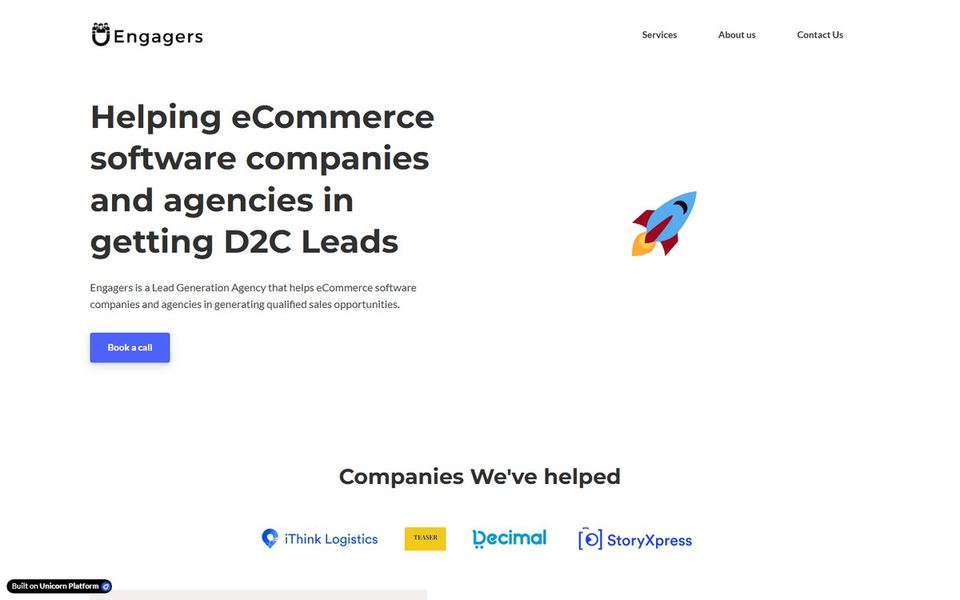 Engagers
Services
About us
Contact Us
Helping eCommerce
software companies
and agencies in
getting D2C Leads
Engagers is a Lead Generation Agency that helps eCommerce software
companies and agencies in generating qualified sales opportunities.
Book a call
Companies We've helped
iThink Logistics
TEASER
Decimal
StoryXpress
Built on Unicorn Platform